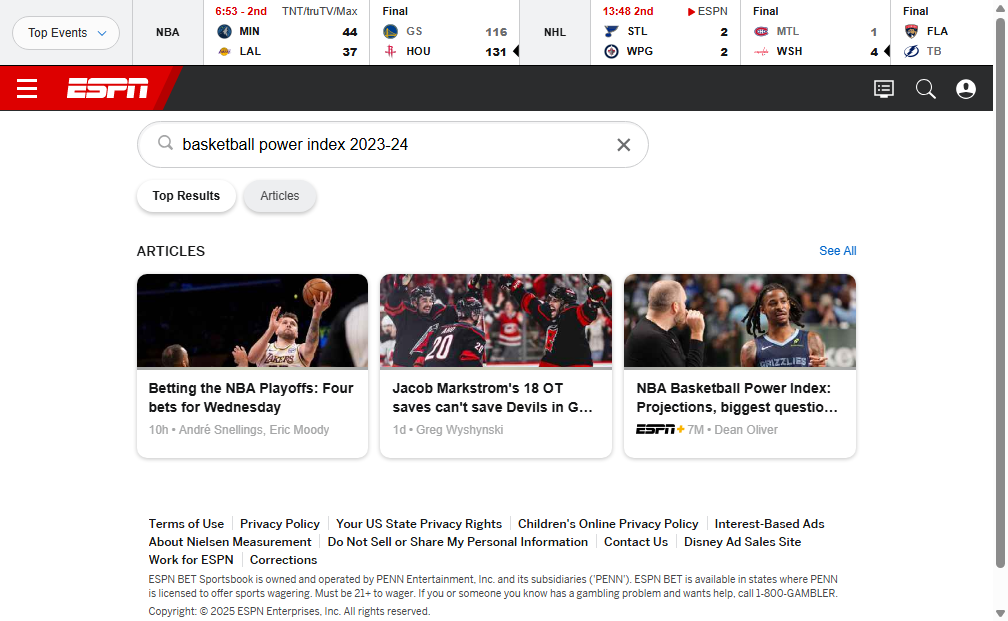 Top Events
NBA
6:53 - 2nd TNT/truTV/Max
MIN 44
LAL 37
Final
GS 116
HOU 131
NHL
13:48 2nd ESPN
STL 2
WPG 2
Final
MTL 1
WSH 4
Final
FLA
TB
ESPN
basketball power index 2023-24
Top Results
Articles
ARTICLES
See All
LAKERS
Betting the NBA Playoffs: Four
bets for Wednesday
10h • André Snellings, Eric Moody
20
Jacob Markstrom's 18 OT
saves can't save Devils in G…
1d • Greg Wyshynski
GRIZZLIES
NBA Basketball Power Index:
Projections, biggest questio…
ESPN+ 7M • Dean Oliver
Terms of Use Privacy Policy Your US State Privacy Rights Children's Online Privacy Policy Interest-Based Ads
About Nielsen Measurement Do Not Sell or Share My Personal Information Contact Us Disney Ad Sales Site
Work for ESPN Corrections
ESPN BET Sportsbook is owned and operated by PENN Entertainment, Inc. and its subsidiaries ('PENN'). ESPN BET is available in states where PENN
is licensed to offer sports wagering. Must be 21+ to wager. If you or someone you know has a gambling problem and wants help, call 1-800-GAMBLER.
Copyright: © 2025 ESPN Enterprises, Inc. All rights reserved.